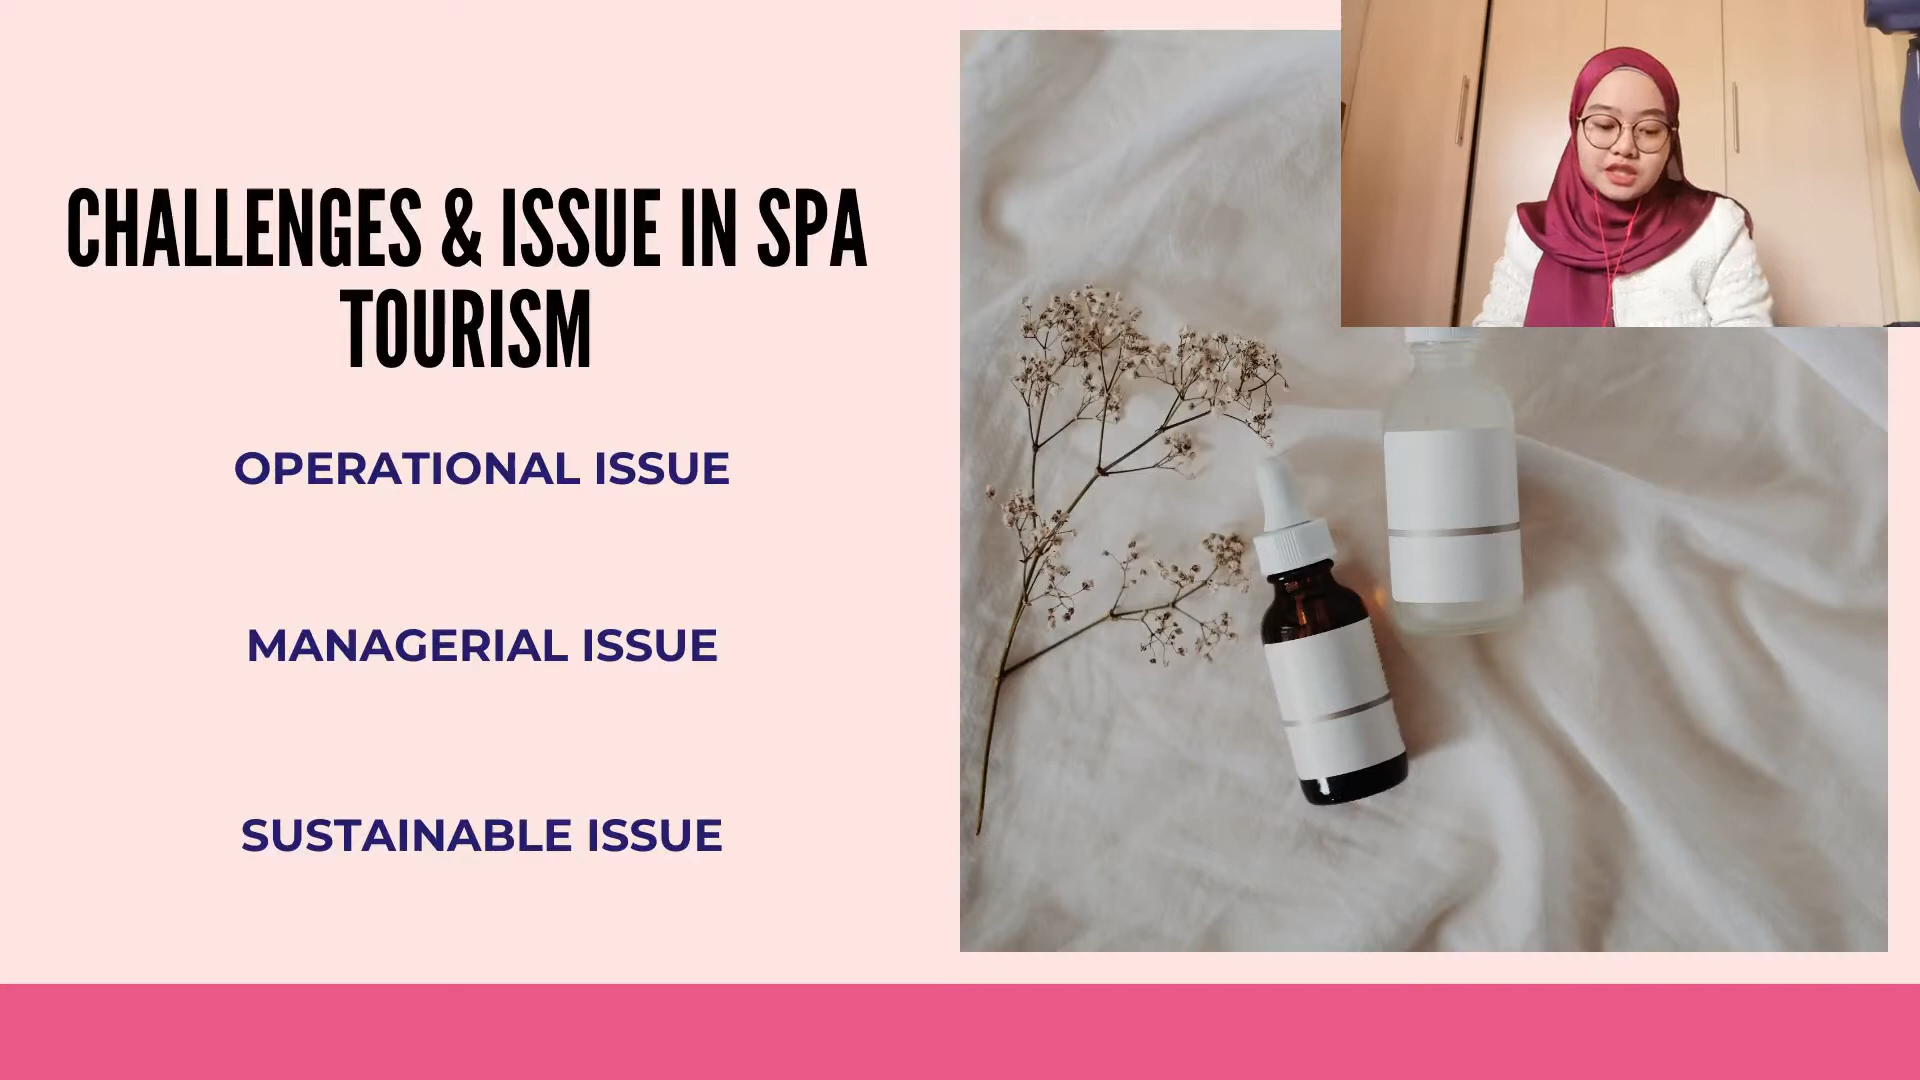 CHALLENGES & ISSUE IN SPA
TOURISM
OPERATIONAL ISSUE
MANAGERIAL ISSUE
SUSTAINABLE ISSUE